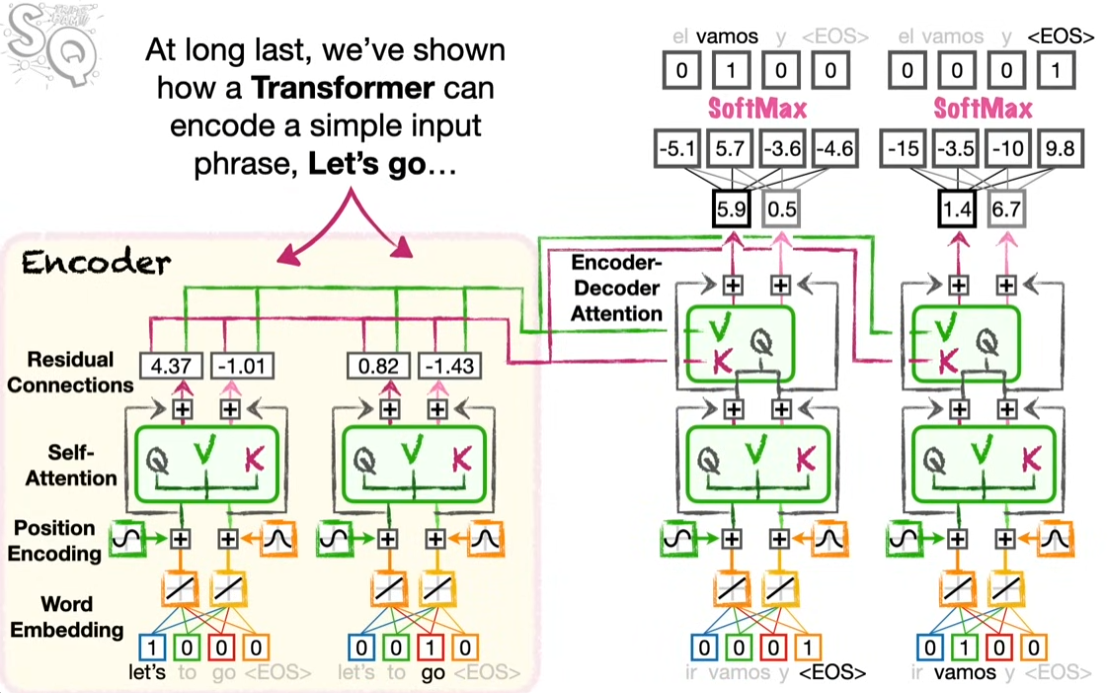 SQ
At long last, we've shown
how a Transformer can
encode a simple input
phrase, Let's go…
Encoder
Residual
Connections
4.37 -1.01 0.82 -1.43
+ + + +
Self-
Attention
Q V K Q V K
Position
Encoding
+ + + +
Word
Embedding
1 0 0 0 0 0 1 0
let's to go <EOS> let's to go <EOS>
el vamos y <EOS> el vamos y <EOS>
0 1 0 0 0 0 0 1
SoftMax SoftMax
-5.1 5.7 -3.6 -4.6 -15 -3.5 -10 9.8
5.9 0.5 1.4 6.7
Encoder-
Decoder
Attention
+ + + +
V K Q V K Q
+ + + +
Q V K Q V K
+ + + +
0 0 0 1 0 1 0 0
ir vamos y <EOS> ir vamos y <EOS>